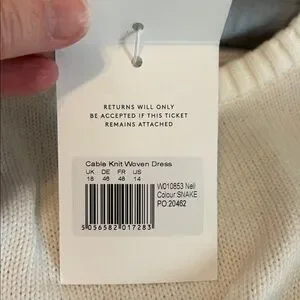 RETURNS WILL ONLY
BE ACCEPTED IF THIS TICKET
REMAINS ATTACHED
Cable Knit Woven Dress
UK DE FR US
18 46 48 14
W010853 Neil
Colour SNAKE
PO.20462
5 056582 017283